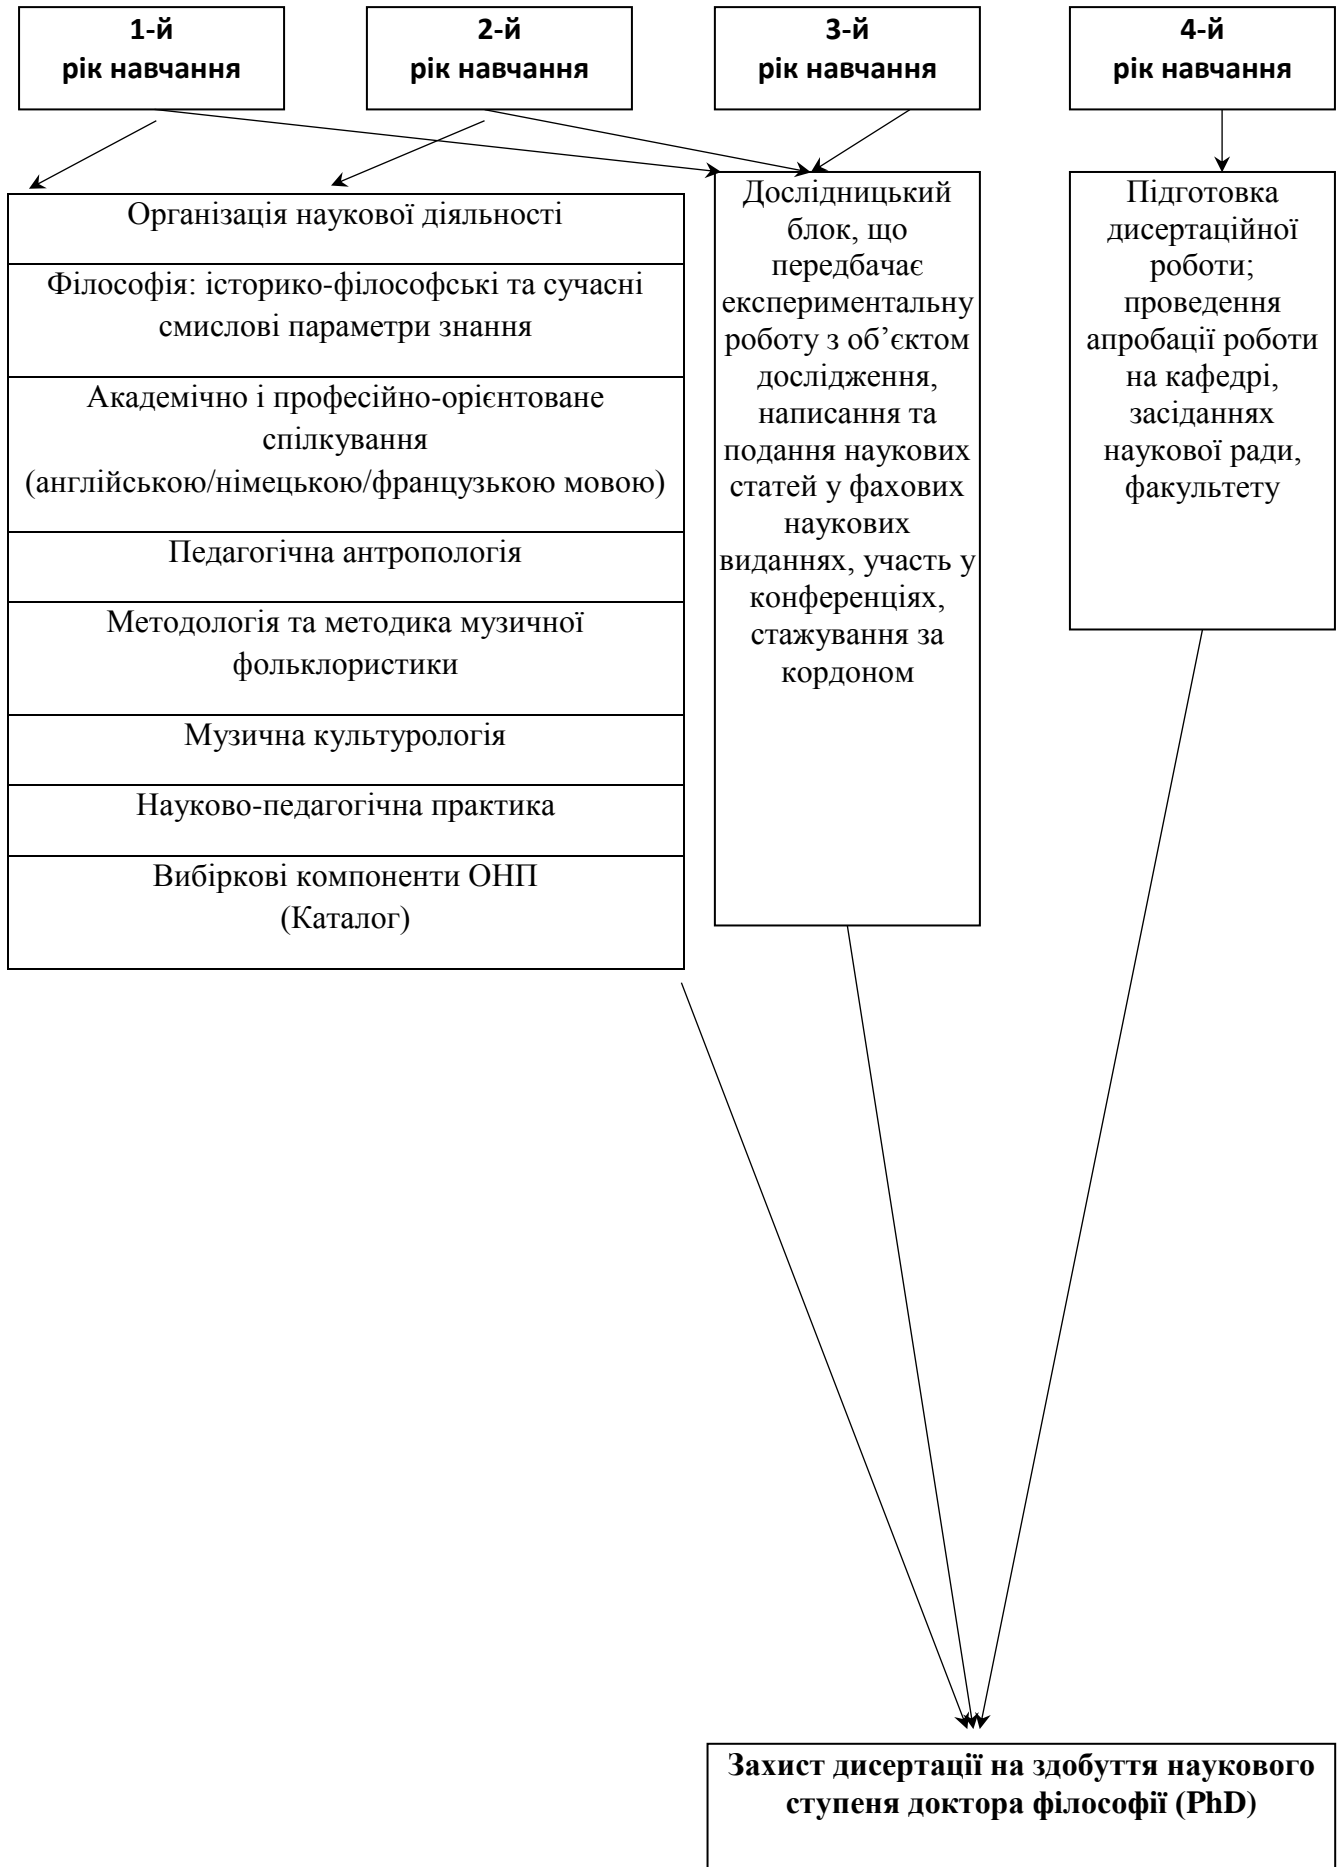 1-й
рік навчання
2-й
рік навчання
3-й
рік навчання
4-й
рік навчання
Організація наукової діяльності
Філософія: історико-філософські та сучасні
смислові параметри знання
Академічно і професійно-орієнтоване
спілкування
(англійською/німецькою/французькою мовою)
Педагогічна антропологія
Методологія та методика музичної
фольклористики
Музична культурологія
Науково-педагогічна практика
Вибіркові компоненти ОНП
(Каталог)
Дослідницький
блок, що
передбачає
експериментальну
роботу з об’єктом
дослідження,
написання та
подання наукових
статей у фахових
наукових
виданнях, участь у
конференціях,
стажування за
кордоном
Підготовка
дисертаційної
роботи;
проведення
апробації роботи
на кафедрі,
засіданнях
наукової ради,
факультету
Захист дисертації на здобуття наукового
ступеня доктора філософії (PhD)